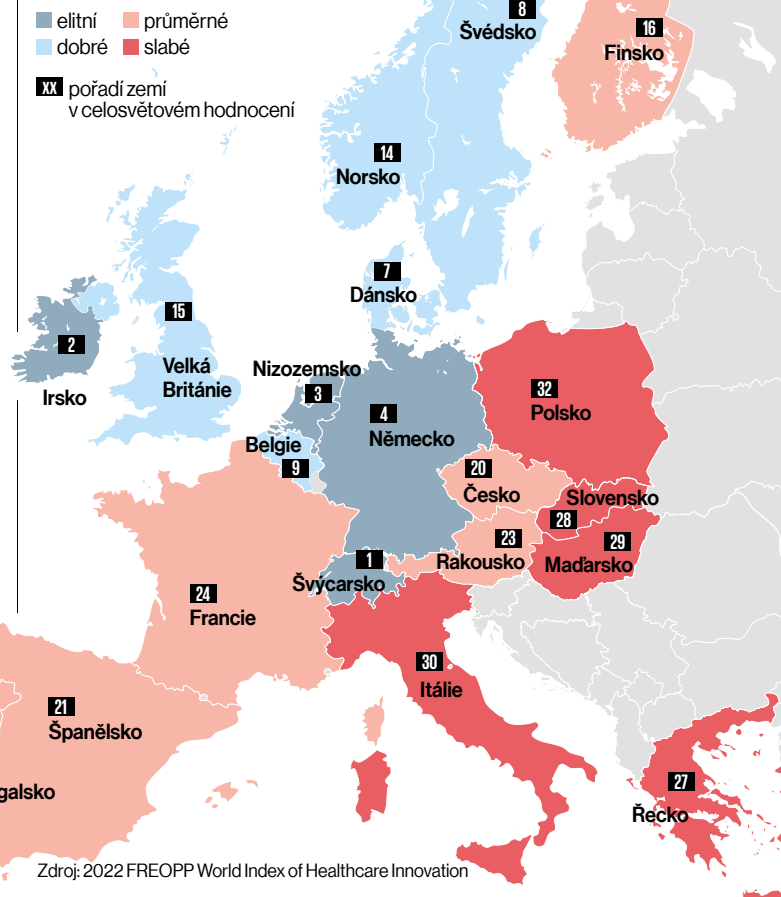 elitní
průměrné
dobré
slabé
xx pořadí zemí
v celosvětovém hodnocení
8
Švédsko
16
Finsko
14
Norsko
7
Dánsko
15
Velká
Británie
2
Irsko
Nizozemsko
3
4
Německo
32
Polsko
Belgie
9
20
Česko
Slovensko
28
23
Rakousko
29
Maďarsko
1
Švýcarsko
24
Francie
30
Itálie
21
Španělsko
galsko
27
Řecko
Zdroj: 2022 FREOPP World Index of Healthcare Innovation